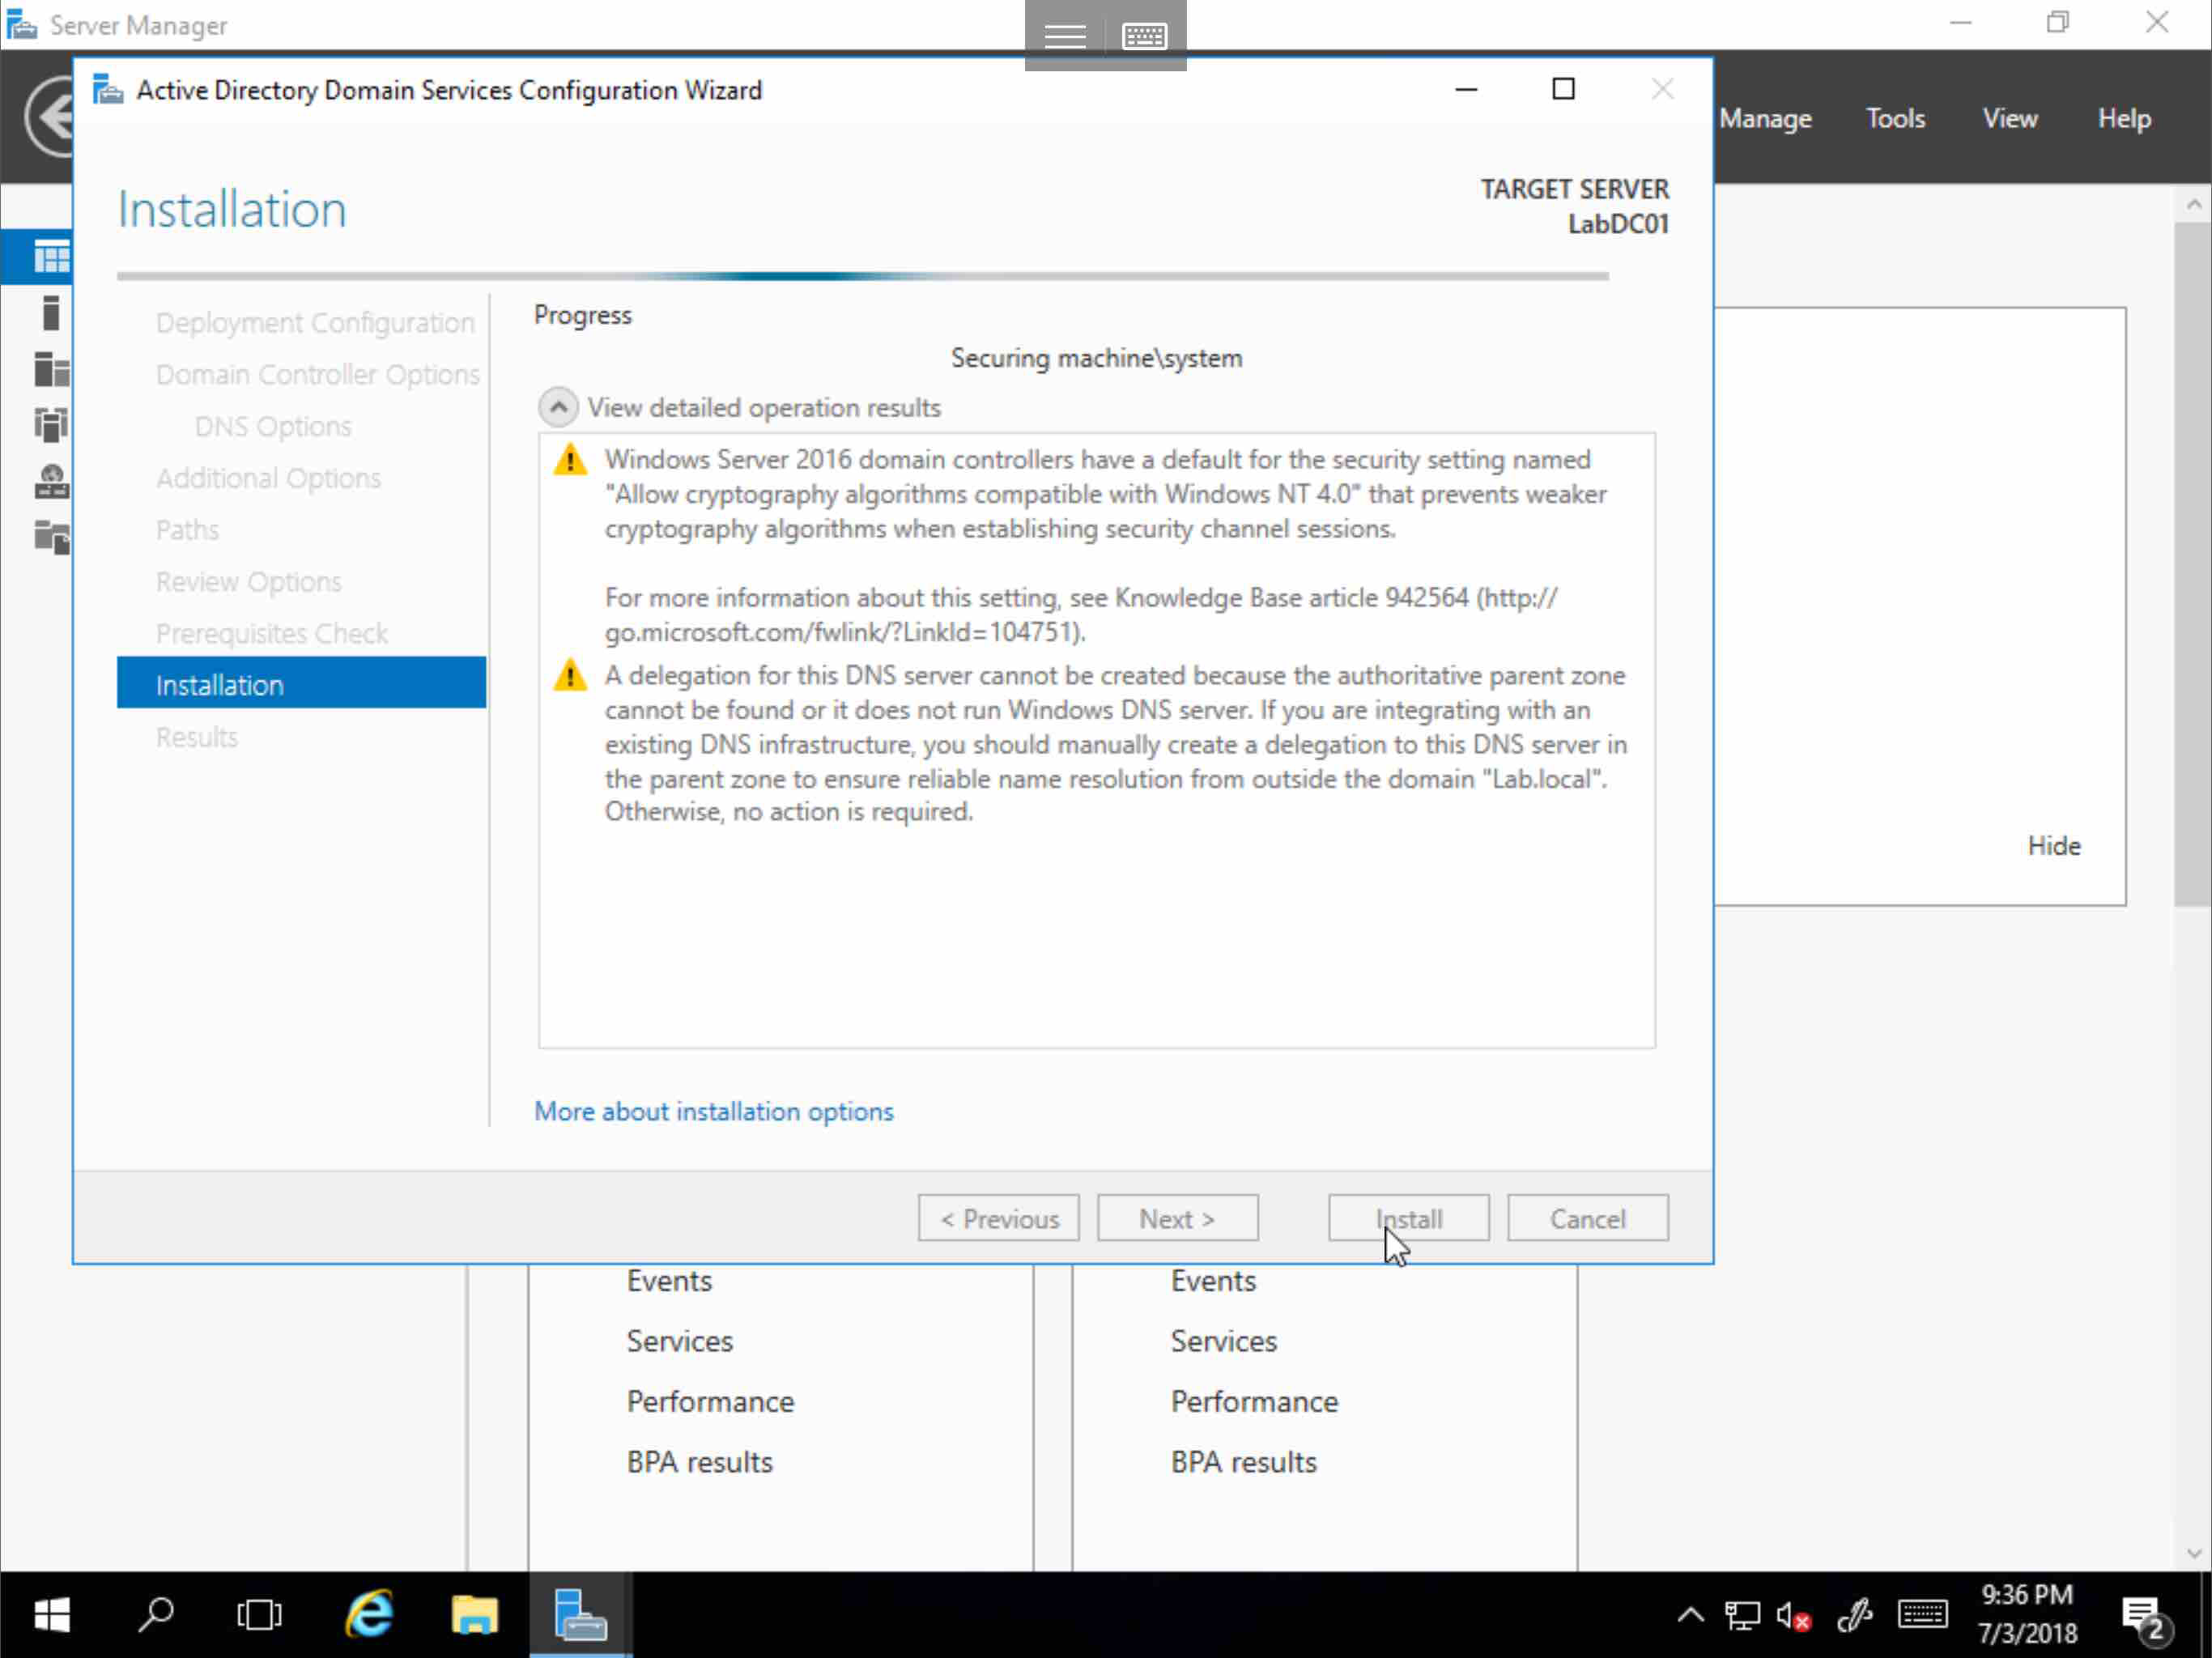 Server Manager
Active Directory Domain Services Configuration Wizard
Manage Tools View Help
Installation
TARGET SERVER
LabDC01
Deployment Configuration
Domain Controller Options
DNS Options
Additional Options
Paths
Review Options
Prerequisites Check
Installation
Results
Progress
Securing machine\system
View detailed operation results
Windows Server 2016 domain controllers have a default for the security setting named
"Allow cryptography algorithms compatible with Windows NT 4.0" that prevents weaker
cryptography algorithms when establishing security channel sessions.
For more information about this setting, see Knowledge Base article 942564 (http://
go.microsoft.com/fwlink/?LinkId=104751).
A delegation for this DNS server cannot be created because the authoritative parent zone
cannot be found or it does not run Windows DNS server. If you are integrating with an
existing DNS infrastructure, you should manually create a delegation to this DNS server in
the parent zone to ensure reliable name resolution from outside the domain "Lab.local".
Otherwise, no action is required.
More about installation options
< Previous Next > Install Cancel
Hide
Events
Services
Performance
BPA results
Events
Services
Performance
BPA results
9:36 PM
7/3/2018
2